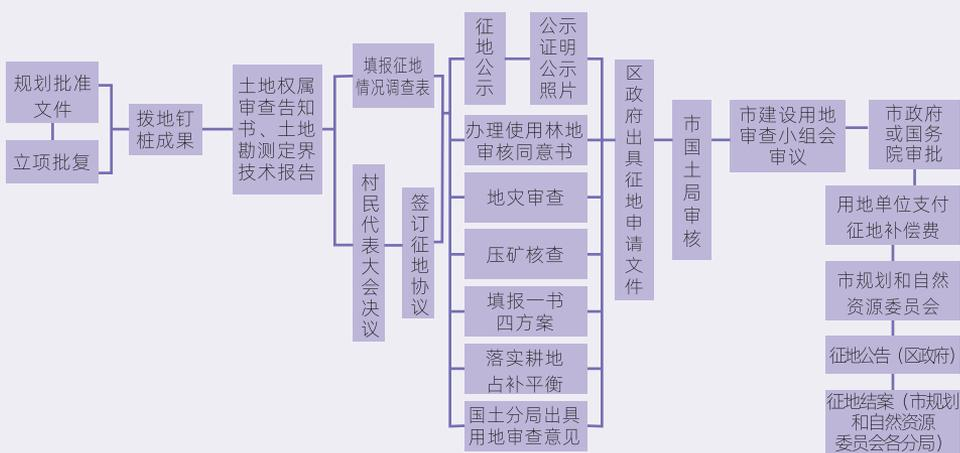 规划批准
文件
立项批复
拨地钉
桩成果
土地权属
审查告知
书、土地
勘测定界
技术报告
填报征地
情况调查表
村民代表大会决议
签订征地协议
征地公示
公示
证明
公示
照片
办理使用林地
审核同意书
地灾审查
压矿核查
填报一书
四方案
落实耕地
占补平衡
国土分局出具
用地审查意见
区政府出具征地申请文件
市国土局审核
市建设用地
审查小组会
审议
市政府
或国务
院审批
用地单位支付
征地补偿费
市规划和自然
资源委员会
征地公告（区政府）
征地结案（市规划
和自然资源
委员会各分局）